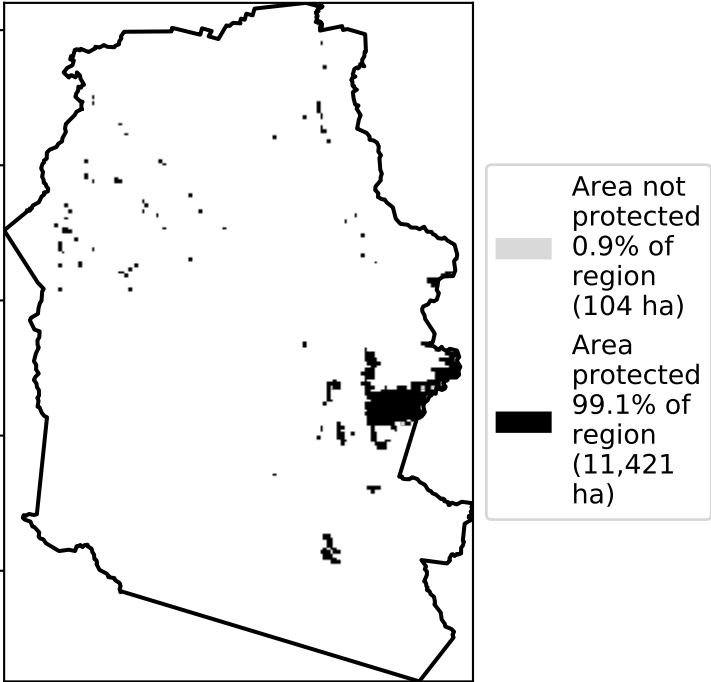 Area not
protected
0.9% of
region
(104 ha)
Area
protected
99.1% of
region
(11,421
ha)